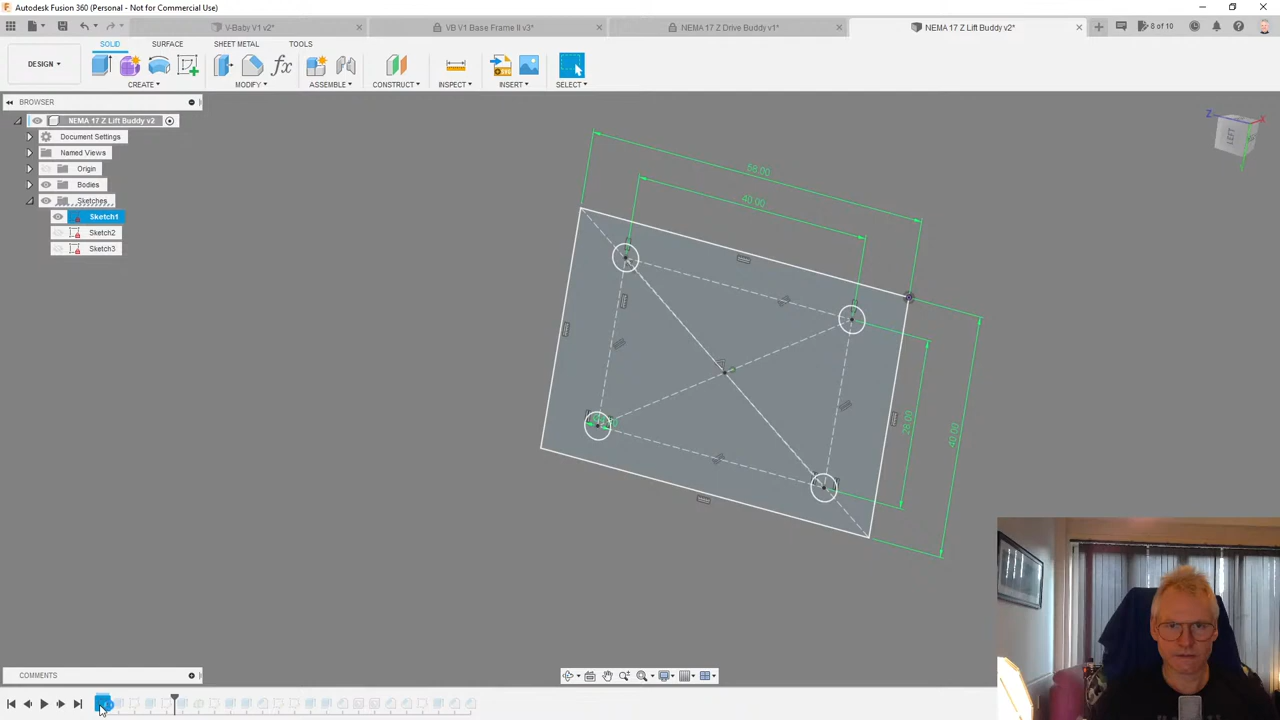 Autodesk Fusion 360 (Personal - Not for Commercial Use)
V-Baby V1 v2*
VB V1 Base Frame II v3*
NEMA 17 Z Drive Buddy v1*
NEMA 17 Z Lift Buddy v2*
8 of 10
SOLID
SURFACE
SHEET METAL
TOOLS
DESIGN
CREATE
MODIFY
ASSEMBLE
CONSTRUCT
INSPECT
INSERT
SELECT
BROWSER
NEMA 17 Z Lift Buddy v2
Document Settings
Named Views
Origin
Bodies
Sketches
Sketch1
Sketch2
Sketch3
40.00
28.00
40.00
Z
X
LEFT
COMMENTS